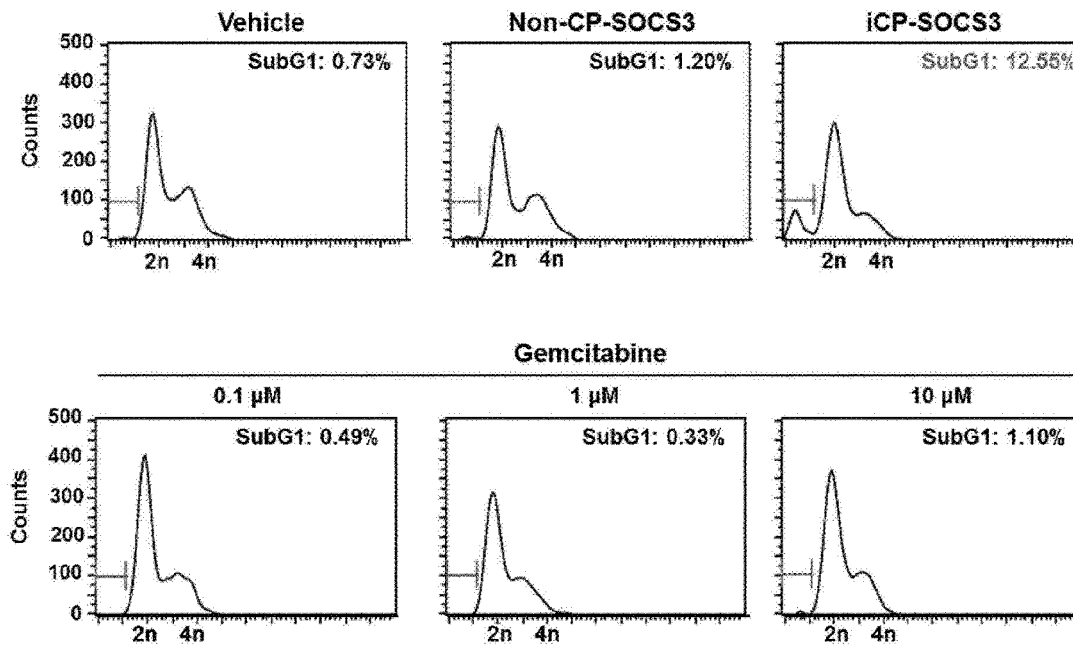 Vehicle Non-CP-SOCS3 iCP-SOCS3
500 SubG1: 0.73% SubG1: 1.20% SubG1: 12.55%
400
300
200
100
0
Counts
2n 4n 2n 4n 2n 4n
Gemcitabine
0.1 µM 1 µM 10 µM
500 SubG1: 0.49% SubG1: 0.33% SubG1: 1.10%
400
300
200
100
0
Counts
2n 4n 2n 4n 2n 4n